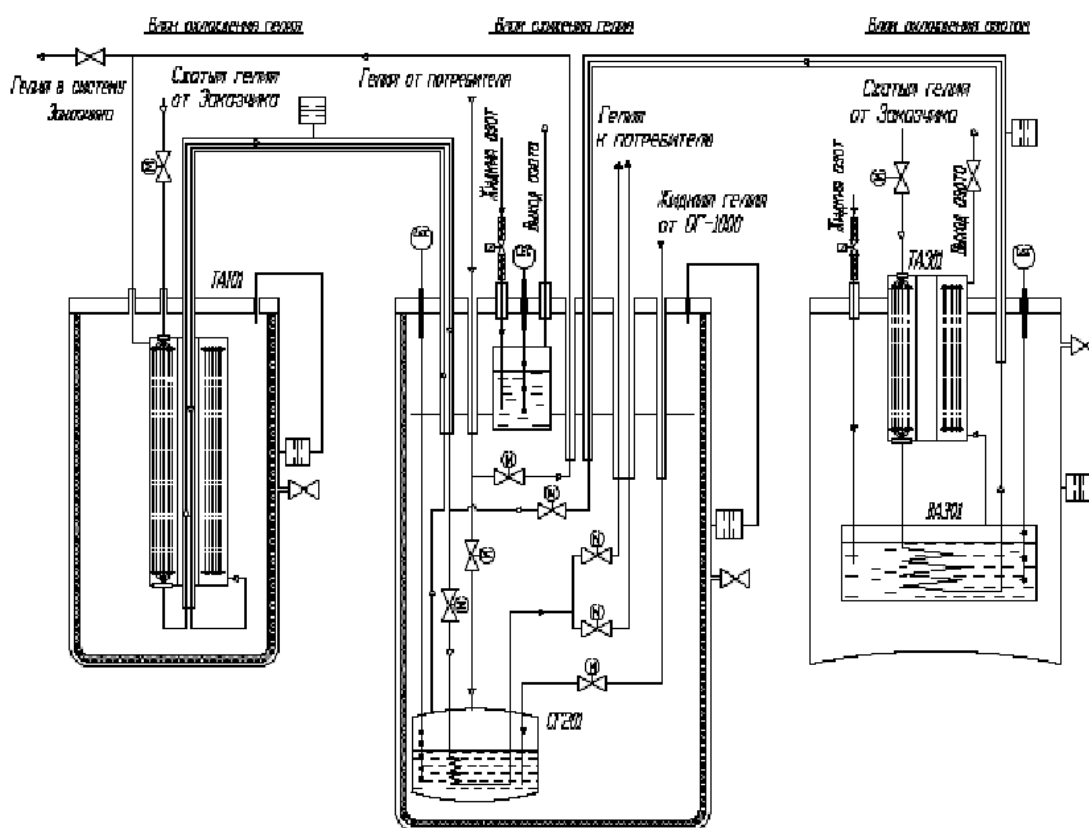 Блок охлаждения гелия
Блок ожижения гелия
Блок охлаждения азотом
Гелий в систему
Заказчика
Сжатый гелий
от Заказчика
Гелий от потребителя
Жидкий азот
Выход азота
Гелий
к потребителю
Жидкий гелий
от ОГ-1000
Сжатый гелий
от Заказчика
Жидкий азот
Выход азота
ТА101
ТА301
ВА301
СГ201